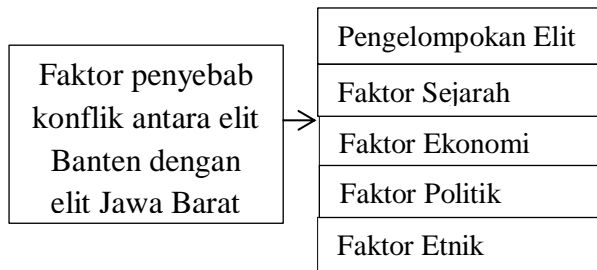 Faktor penyebab
konflik antara elit
Banten dengan
elit Jawa Barat
Pengelompokan Elit
Faktor Sejarah
Faktor Ekonomi
Faktor Politik
Faktor Etnik